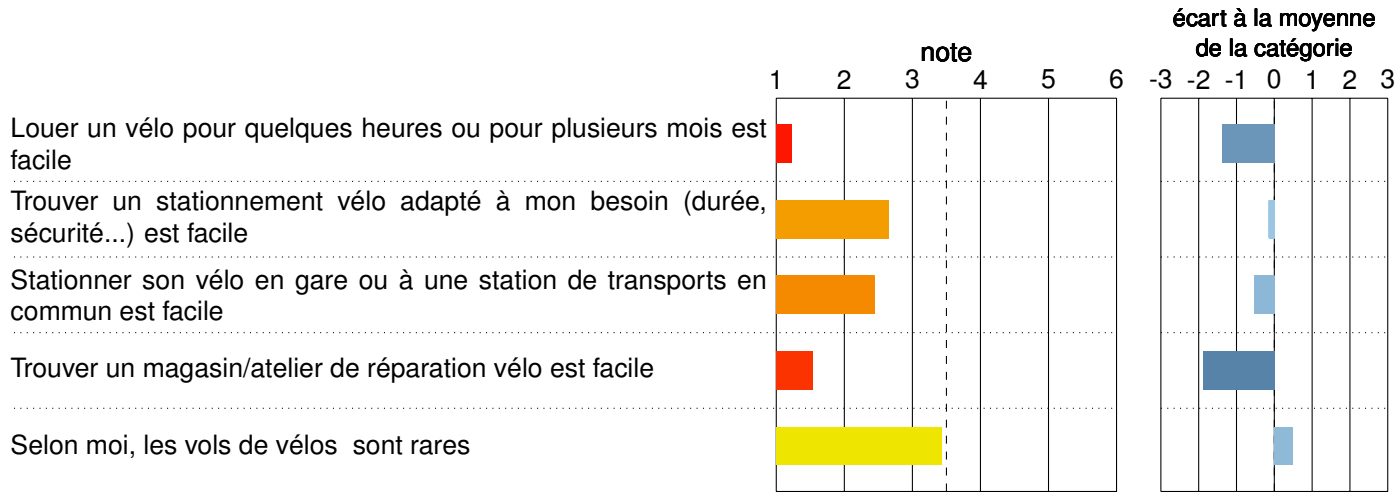 écart à la moyenne
de la catégorie
note
1 2 3 4 5 6
-3 -2 -1 0 1 2 3
Louer un vélo pour quelques heures ou pour plusieurs mois est
facile
Trouver un stationnement vélo adapté à mon besoin (durée,
sécurité...) est facile
Stationner son vélo en gare ou à une station de transports en
commun est facile
Trouver un magasin/atelier de réparation vélo est facile
Selon moi, les vols de vélos sont rares